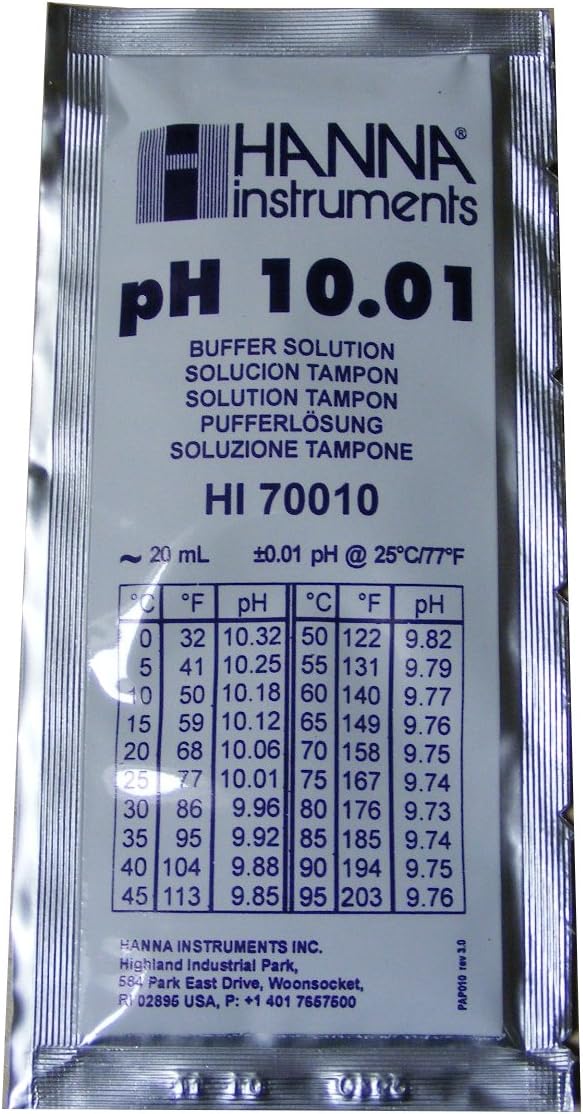 HANNA®
instruments
pH 10.01
BUFFER SOLUTION
SOLUCION TAMPON
SOLUTION TAMPON
PUFFERLÖSUNG
SOLUZIONE TAMPONE
HI 70010
~ 20 mL ±0.01 pH @ 25°C/77°F
°C °F pH °C °F pH
0 32 10.32 50 122 9.82
5 41 10.25 55 131 9.79
10 50 10.18 60 140 9.77
15 59 10.12 65 149 9.76
20 68 10.06 70 158 9.75
25 77 10.01 75 167 9.74
30 86 9.96 80 176 9.73
35 95 9.92 85 185 9.74
40 104 9.88 90 194 9.75
45 113 9.85 95 203 9.76
HANNA INSTRUMENTS INC.
Highland Industrial Park,
584 Park East Drive, Woonsocket,
RI 02895 USA, P: +1 401 7657500
PAP010 rev 3.0